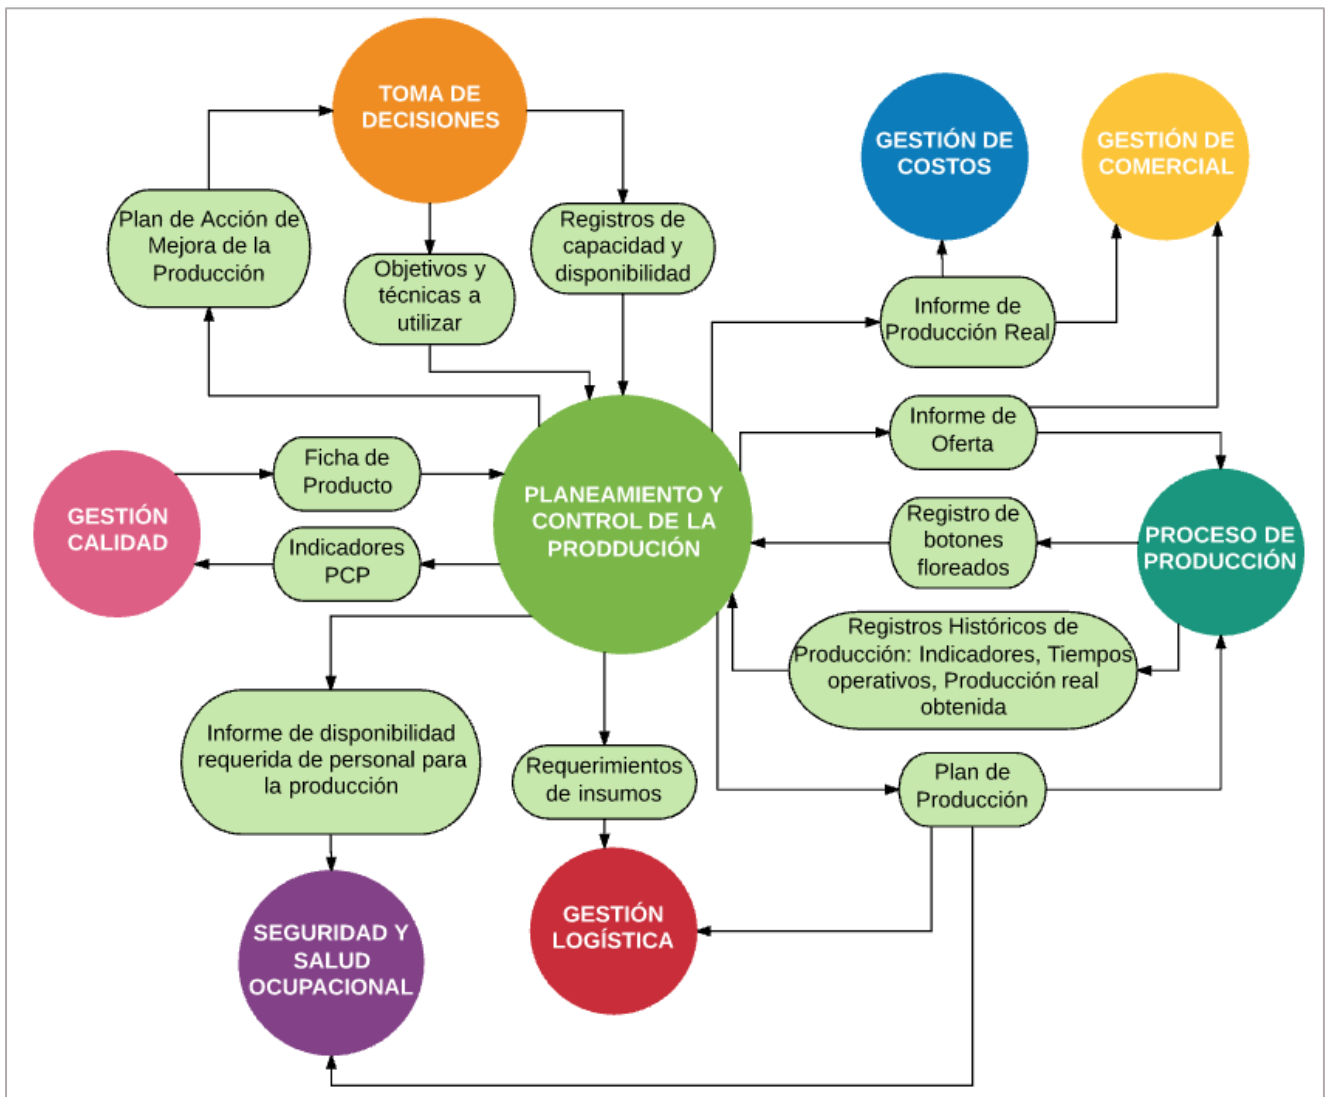 TOMA DE
DECISIONES
GESTIÓN DE
COSTOS
GESTIÓN DE
COMERCIAL
Plan de Acción de
Mejora de la
Producción
Objetivos y
técnicas a
utilizar
Registros de
capacidad y
disponibilidad
Informe de
Producción Real
Informe de
Oferta
Ficha de
Producto
GESTIÓN
CALIDAD
Indicadores
PCP
PLANEAMIENTO Y
CONTROL DE LA
PRODDUCIÓN
Registro de
botones
floreados
PROCESO DE
PRODUCCIÓN
Registros Históricos de
Producción: Indicadores, Tiempos
operativos, Producción real
obtenida
Informe de disponibilidad
requerida de personal para
la producción
Requerimientos
de insumos
Plan de
Producción
SEGURIDAD Y
SALUD
OCUPACIONAL
GESTIÓN
LOGÍSTICA